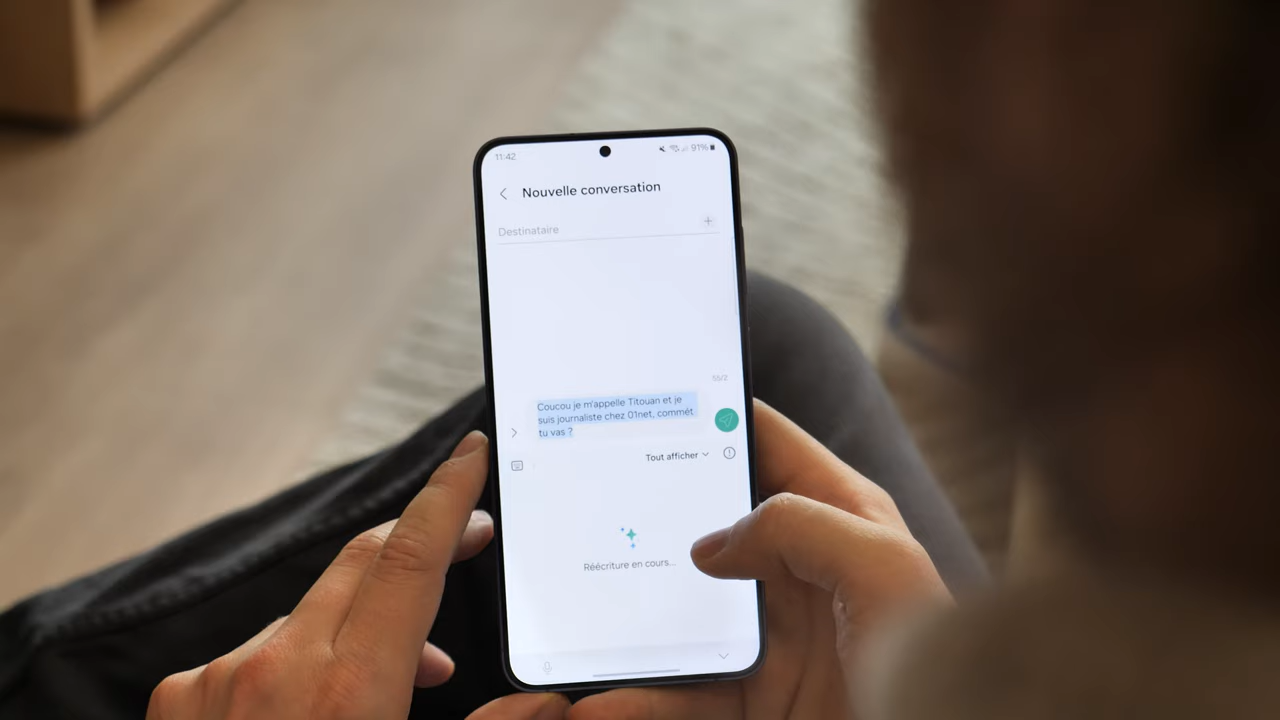 11:42
91%
Nouvelle conversation
Destinataire
55/2
Coucou je m'appelle Titouan et je
suis journaliste chez 01net, commét
tu vas ?
Tout afficher
Réécriture en cours...